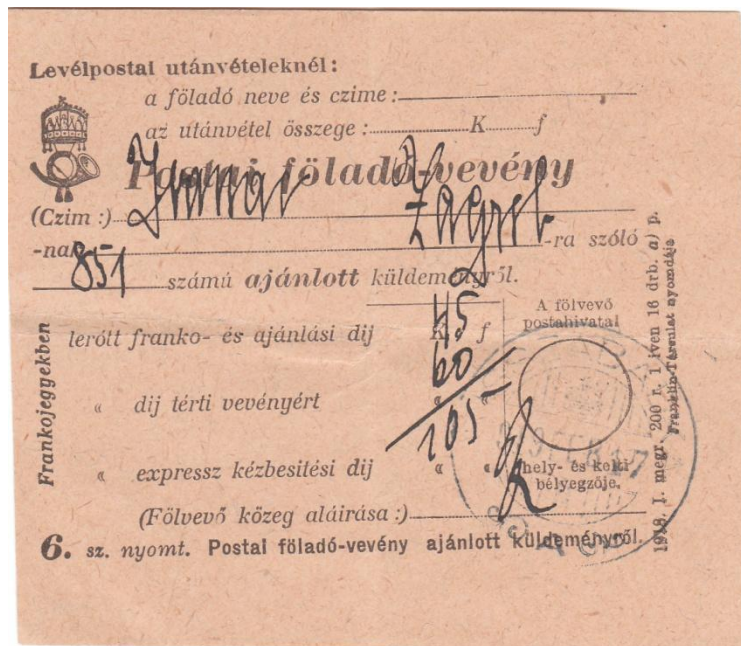 Levélpostai utánvételeknél:
a föladó neve és czime:
az utánvétel összege: K f
Postai föladó-vevény
(Czim:) Zagreb
-nak -ra szóló
851 számú ajánlott küldeményről.
45
lerótt franko- és ajánlási dij K f
60
« dij térti vevényért « «
105
« expressz kézbesitési dij « «
(Fölvevő közeg aláirása:)
6. sz. nyomt. Postai föladó-vevény ajánlott küldeményről.
Frankojegyekben
A fölvevő
postahivatal
hely- és kelti
bélyegzője.
1918. I. megr. 200 r. 1 iven 16 drb. a) p.
Franklin-Társulat nyomdája